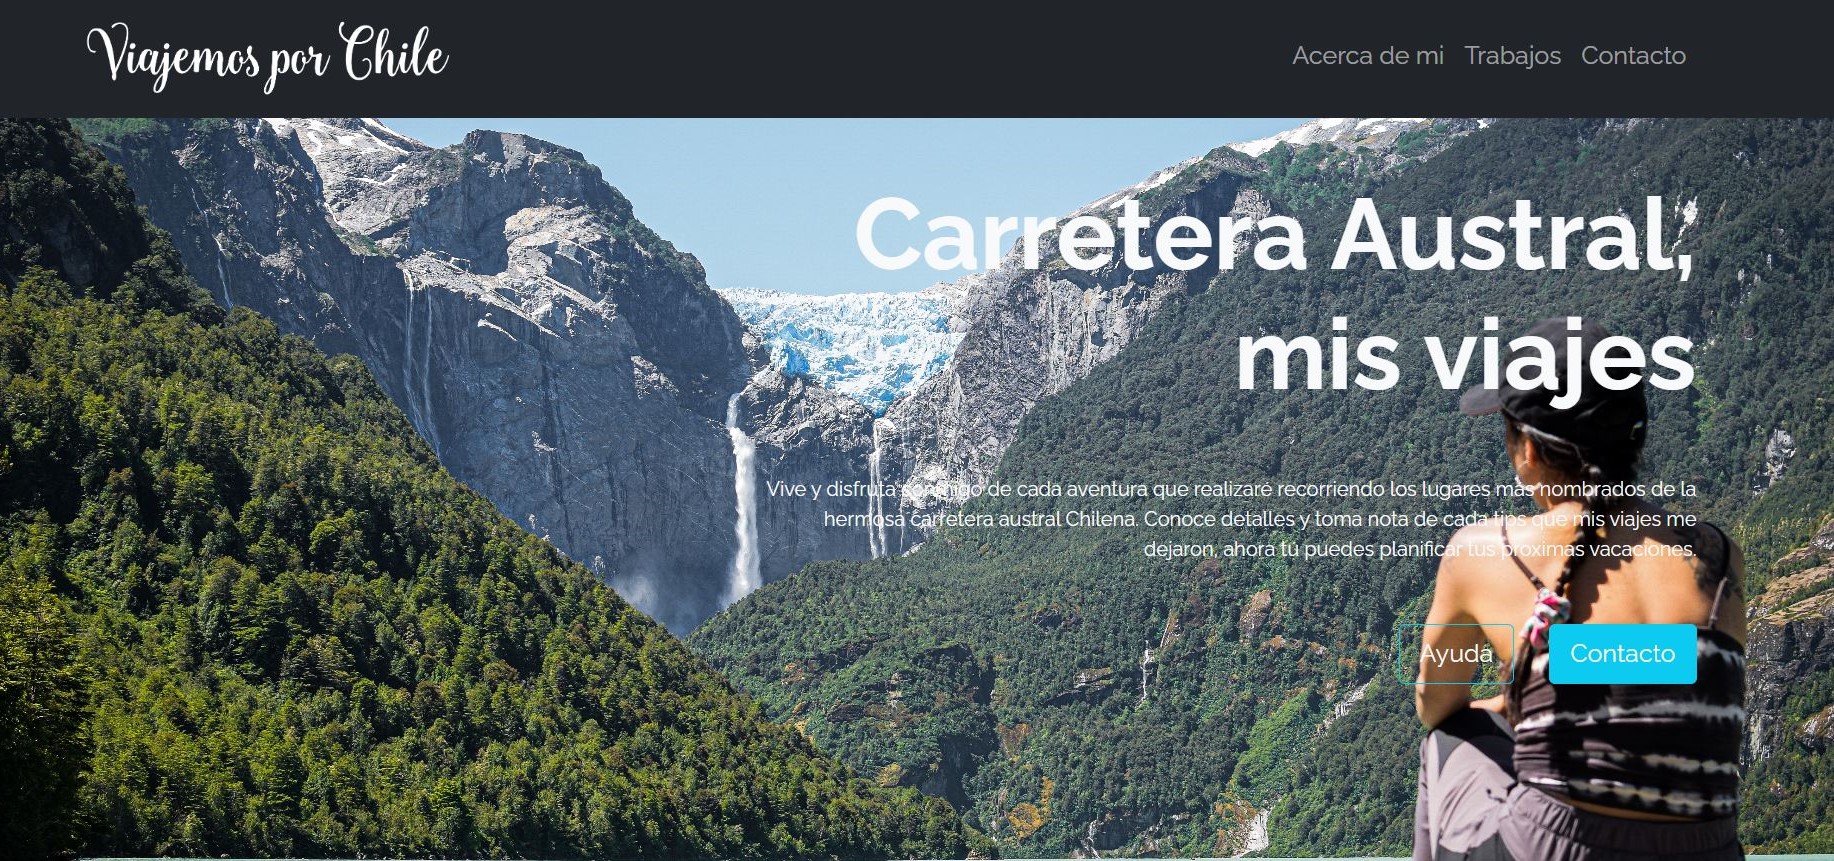 Viajemos por Chile
Acerca de mi Trabajos Contacto
Carretera Austral,
mis viajes
Vive y disfruta conmigo de cada aventura que realizaré recorriendo los lugares más nombrados de la
hermosa carretera austral Chilena. Conoce detalles y toma nota de cada tips que mis viajes me
dejaron, ahora tú puedes planificar tus proximas vacaciones.
Ayuda Contacto